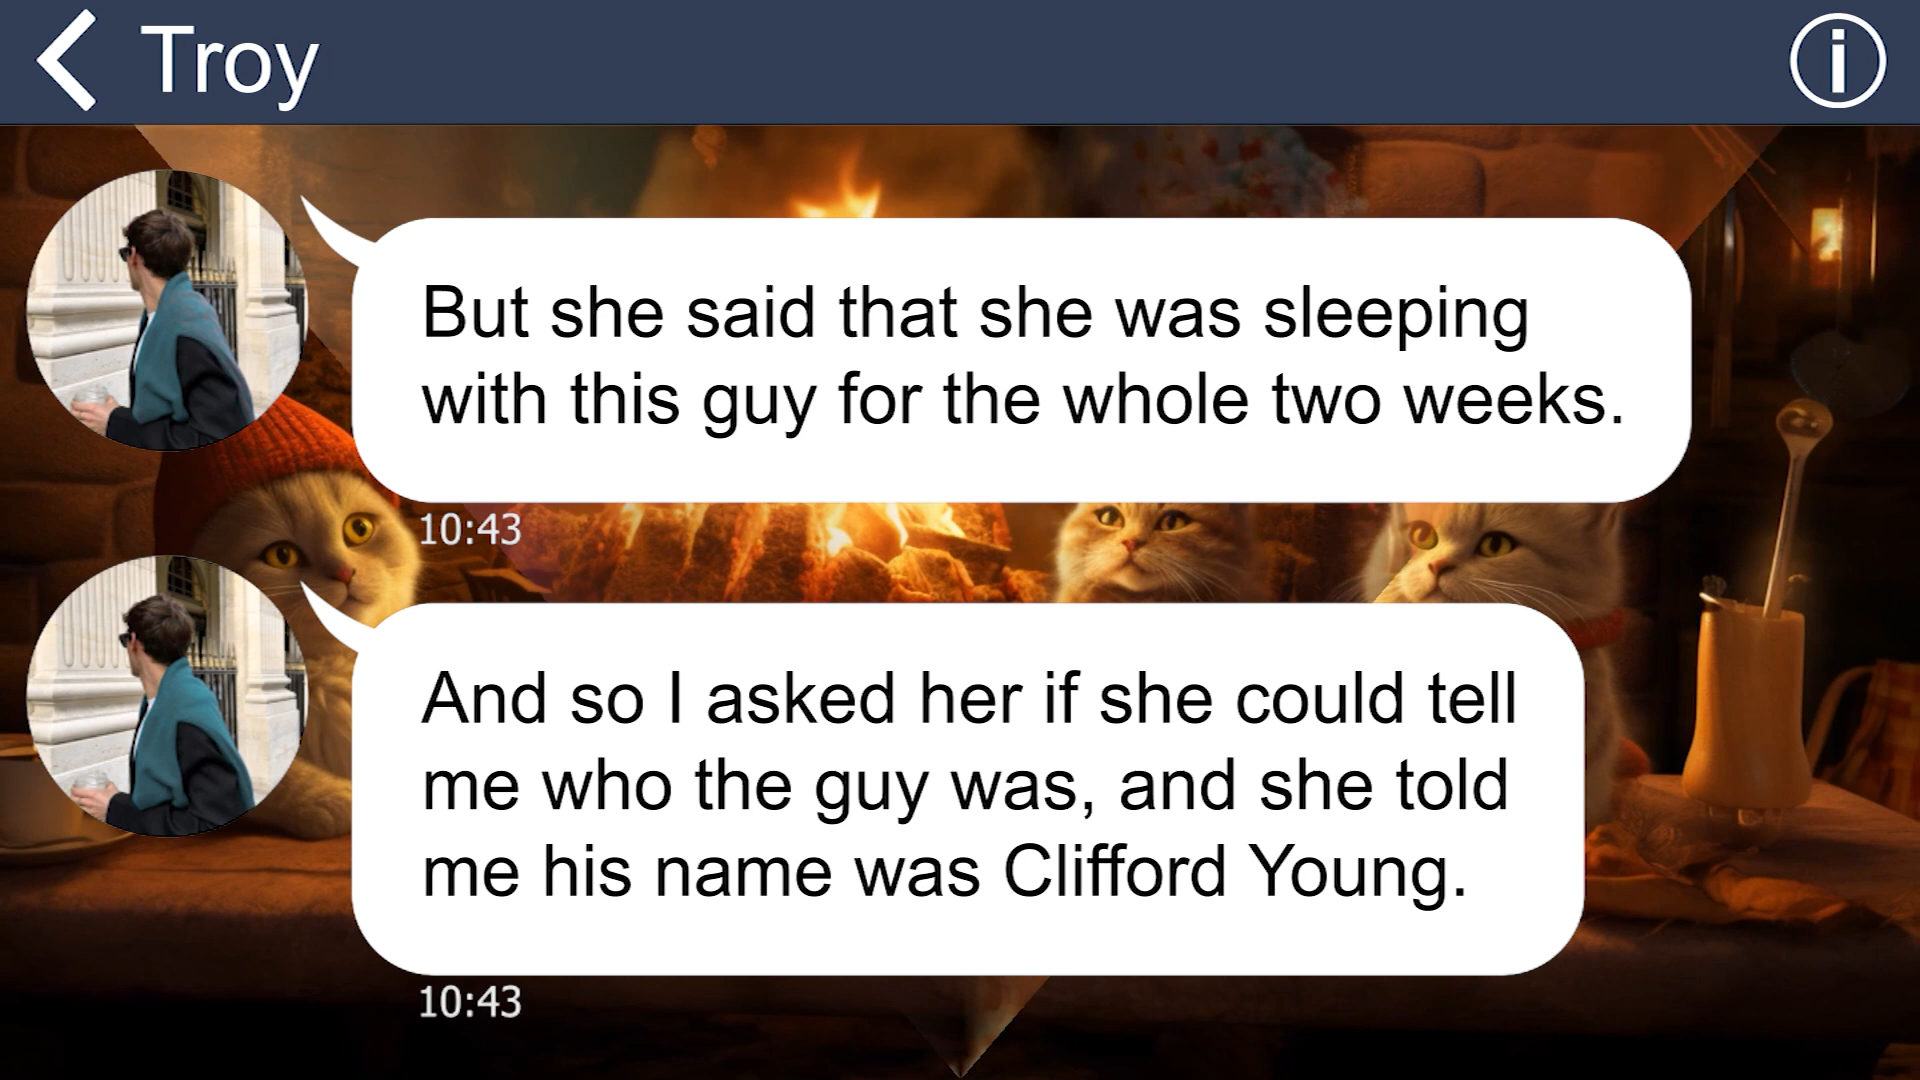 Troy
But she said that she was sleeping
with this guy for the whole two weeks.
10:43
And so I asked her if she could tell
me who the guy was, and she told
me his name was Clifford Young.
10:43